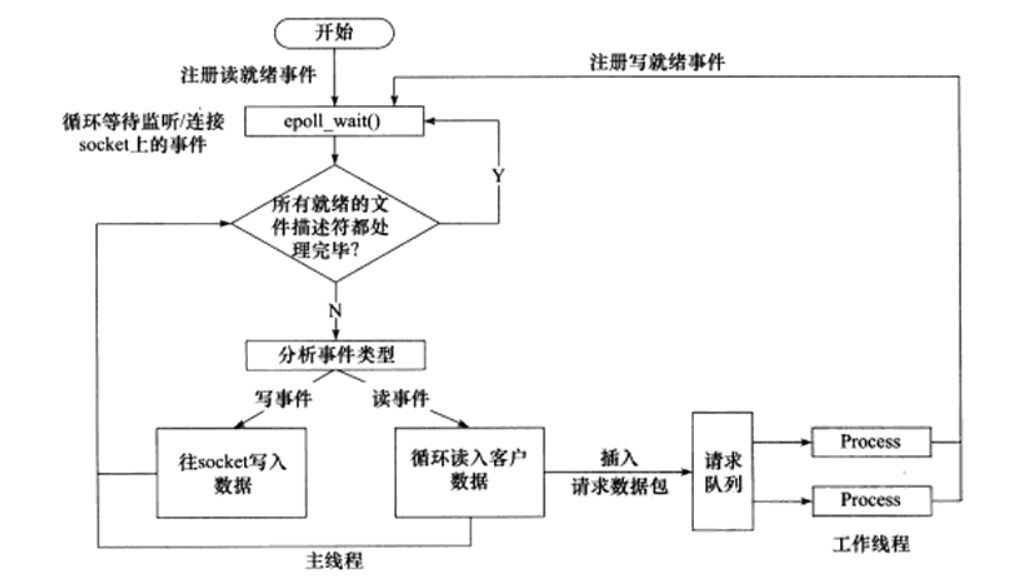 开始
注册读就绪事件
注册写就绪事件
循环等待监听/连接
socket上的事件
epoll_wait()
Y
所有就绪的文
件描述符都处
理完毕?
N
分析事件类型
写事件
读事件
往socket写入
数据
循环读入客户
数据
插入
请求数据包
请求
队列
Process
Process
工作线程
主线程